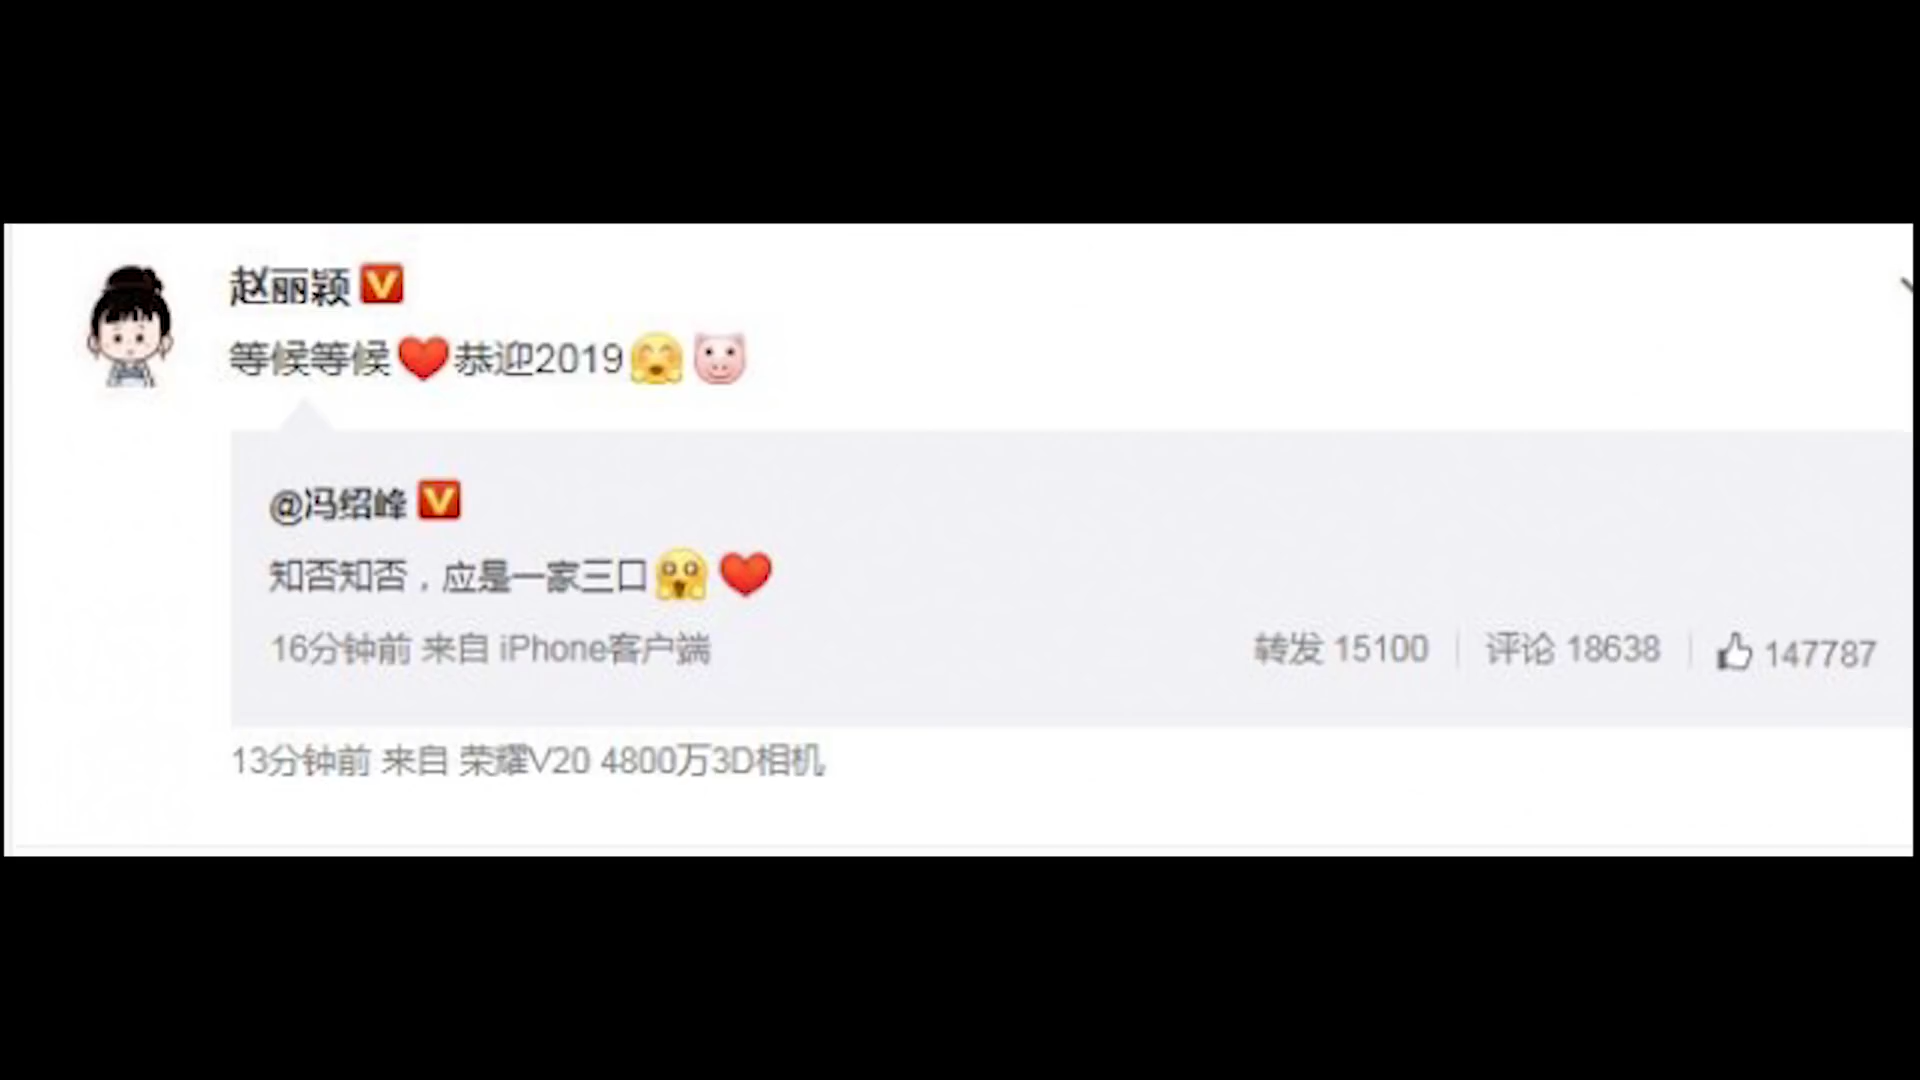 赵丽颖
等候等候❤️恭迎2019🤗🐷
@冯绍峰
知否知否，应是一家三口😱❤️
16分钟前 来自 iPhone客户端 转发 15100 评论 18638 147787
13分钟前 来自 荣耀V20 4800万3D相机